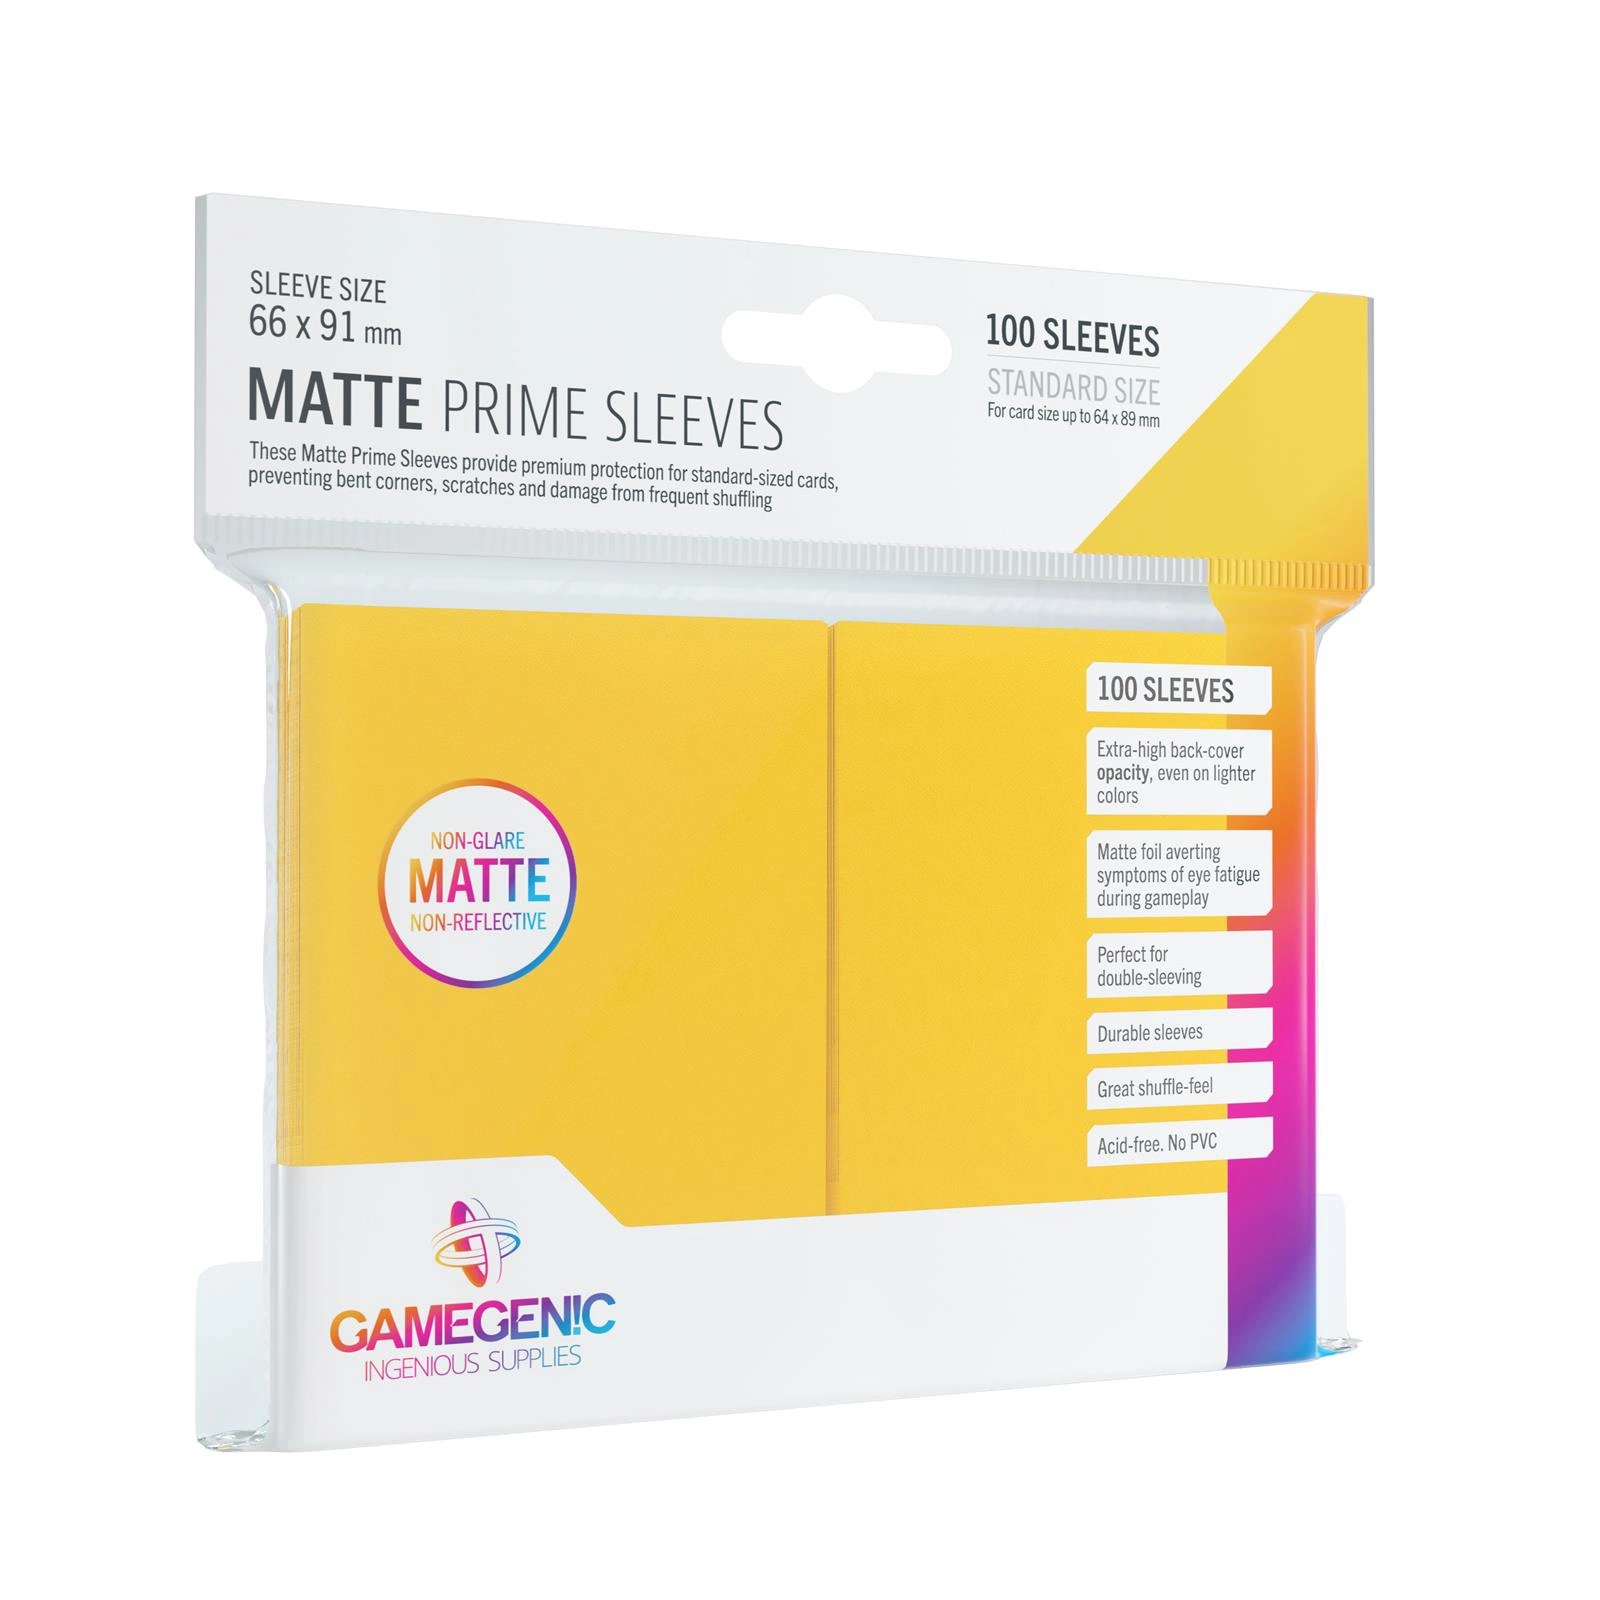 SLEEVE SIZE
66 x 91 mm
MATTE PRIME SLEEVES
These Matte Prime Sleeves provide premium protection for standard-sized cards,
preventing bent corners, scratches and damage from frequent shuffling
100 SLEEVES
STANDARD SIZE
For card size up to 64 x 89 mm
NON-GLARE
MATTE
NON-REFLECTIVE
100 SLEEVES
Extra-high back-cover
opacity, even on lighter
colors
Matte foil averting
symptoms of eye fatigue
during gameplay
Perfect for
double-sleeving
Durable sleeves
Great shuffle-feel
Acid-free. No PVC
GAMEGEN!C
INGENIOUS SUPPLIES